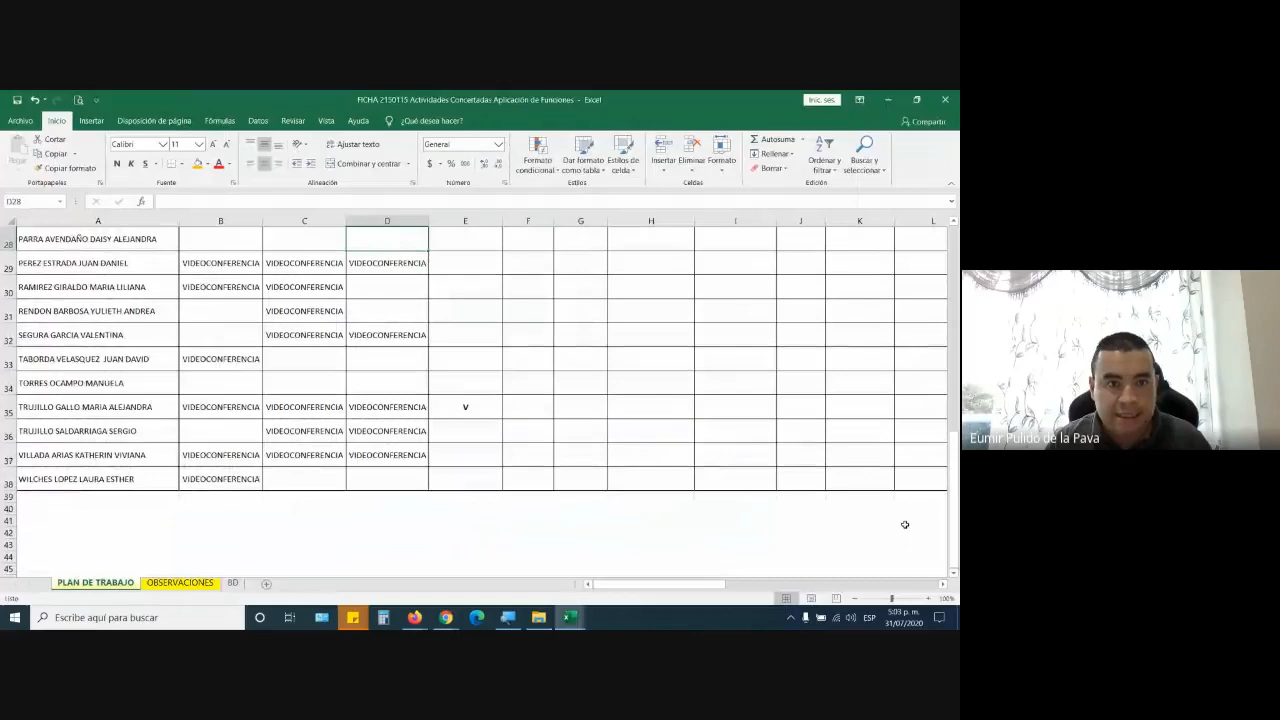 FICHA 2150115 Actividades Concertadas Aplicación de Funciones - Excel
Inic. ses.
Archivo Inicio Insertar Disposición de página Fórmulas Datos Revisar Vista Ayuda ¿Qué desea hacer? Compartir
Pegar Cortar Copiar Copiar formato
Calibri 11
N K S
Ajustar texto
Combinar y centrar
General
$ % 000
Formato condicional Dar formato como tabla Estilos de celda
Insertar Eliminar Formato
Autosuma Rellenar Borrar
Ordenar y filtrar Buscar y seleccionar
Portapapeles Fuente Alineación Número Estilos Celdas Edición
D28 fx
A B C D E F G H I J K L
28 PARRA AVENDAÑO DAISY ALEJANDRA
29 PEREZ ESTRADA JUAN DANIEL VIDEOCONFERENCIA VIDEOCONFERENCIA VIDEOCONFERENCIA
30 RAMIREZ GIRALDO MARIA LILIANA VIDEOCONFERENCIA VIDEOCONFERENCIA
31 RENDON BARBOSA YULIETH ANDREA VIDEOCONFERENCIA
32 SEGURA GARCIA VALENTINA VIDEOCONFERENCIA VIDEOCONFERENCIA
33 TABORDA VELASQUEZ JUAN DAVID VIDEOCONFERENCIA
34 TORRES OCAMPO MANUELA
35 TRUJILLO GALLO MARIA ALEJANDRA VIDEOCONFERENCIA VIDEOCONFERENCIA VIDEOCONFERENCIA V
36 TRUJILLO SALDARRIAGA SERGIO VIDEOCONFERENCIA VIDEOCONFERENCIA
37 VILLADA ARIAS KATHERIN VIVIANA VIDEOCONFERENCIA VIDEOCONFERENCIA VIDEOCONFERENCIA
38 WILCHES LOPEZ LAURA ESTHER VIDEOCONFERENCIA
39
40
41
42
43
44
45
PLAN DE TRABAJO OBSERVACIONES BD
Listo 100%
Escribe aquí para buscar
ESP
5:03 p. m.
31/07/2020
Eumir Pulido de la Pava